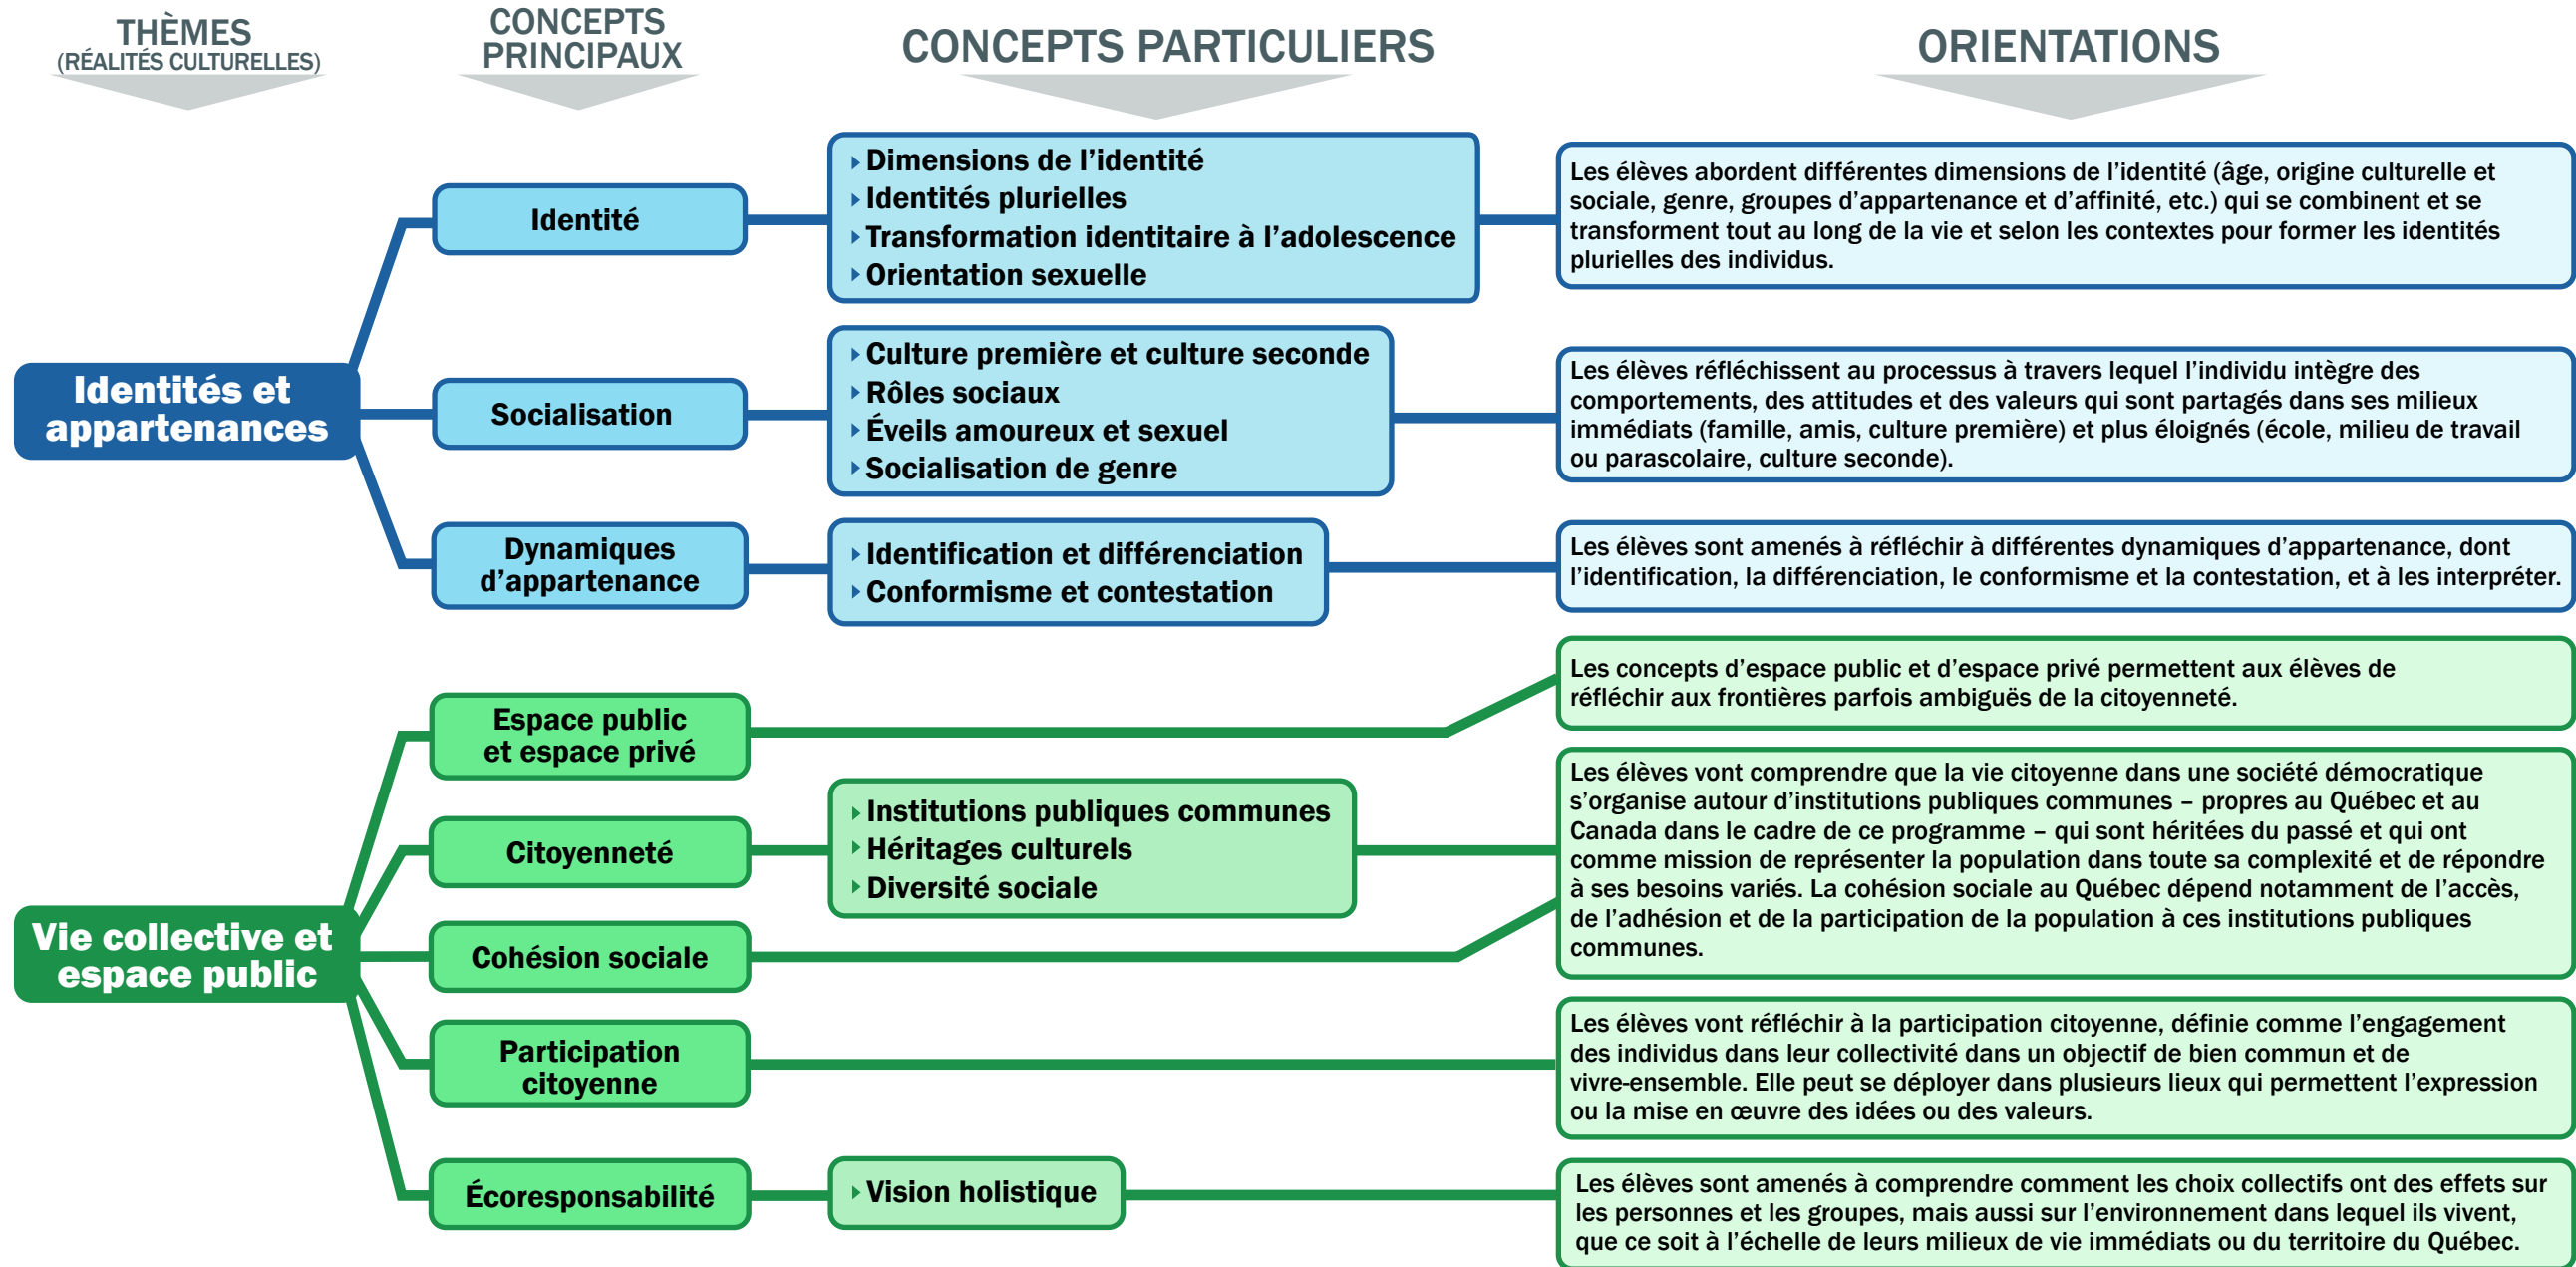 THÈMES
(RÉALITÉS CULTURELLES)
CONCEPTS
PRINCIPAUX
CONCEPTS PARTICULIERS
ORIENTATIONS
Identités et
appartenances
Identité
Dimensions de l’identité
Identités plurielles
Transformation identitaire à l’adolescence
Orientation sexuelle
Les élèves abordent différentes dimensions de l’identité (âge, origine culturelle et
sociale, genre, groupes d’appartenance et d’affinité, etc.) qui se combinent et se
transforment tout au long de la vie et selon les contextes pour former les identités
plurielles des individus.
Socialisation
Culture première et culture seconde
Rôles sociaux
Éveils amoureux et sexuel
Socialisation de genre
Les élèves réfléchissent au processus à travers lequel l’individu intègre des
comportements, des attitudes et des valeurs qui sont partagés dans ses milieux
immédiats (famille, amis, culture première) et plus éloignés (école, milieu de travail
ou parascolaire, culture seconde).
Dynamiques
d’appartenance
Identification et différenciation
Conformisme et contestation
Les élèves sont amenés à réfléchir à différentes dynamiques d’appartenance, dont
l’identification, la différenciation, le conformisme et la contestation, et à les interpréter.
Vie collective et
espace public
Espace public
et espace privé
Les concepts d’espace public et d’espace privé permettent aux élèves de
réfléchir aux frontières parfois ambiguës de la citoyenneté.
Citoyenneté
Institutions publiques communes
Héritages culturels
Diversité sociale
Les élèves vont comprendre que la vie citoyenne dans une société démocratique
s’organise autour d’institutions publiques communes – propres au Québec et au
Canada dans le cadre de ce programme – qui sont héritées du passé et qui ont
comme mission de représenter la population dans toute sa complexité et de répondre
à ses besoins variés. La cohésion sociale au Québec dépend notamment de l’accès,
de l’adhésion et de la participation de la population à ces institutions publiques
communes.
Cohésion sociale
Participation
citoyenne
Les élèves vont réfléchir à la participation citoyenne, définie comme l’engagement
des individus dans leur collectivité dans un objectif de bien commun et de
vivre-ensemble. Elle peut se déployer dans plusieurs lieux qui permettent l’expression
ou la mise en œuvre des idées ou des valeurs.
Écoresponsabilité
Vision holistique
Les élèves sont amenés à comprendre comment les choix collectifs ont des effets sur
les personnes et les groupes, mais aussi sur l’environnement dans lequel ils vivent,
que ce soit à l’échelle de leurs milieux de vie immédiats ou du territoire du Québec.